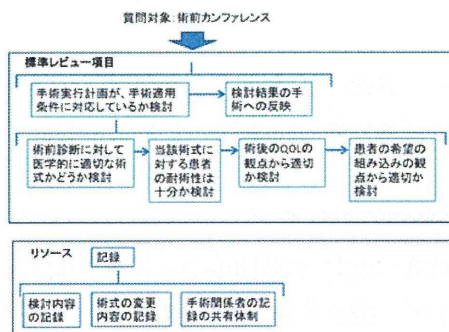 質問対象:術前カンファレンス
標準レビュー項目
手術実行計画が、手術適用
条件に対応しているか検討
検討結果の手
術への反映
術前診断に対して
医学的に適切な術
式かどうか検討
当該術式に
対する患者
の耐術性は
十分か検討
術後のQOLの
観点から適切
か検討
患者の希望の
組み込みの観
点から適切か
検討
リソース
記録
検討内容
の記録
術式の変更
内容の記録
手術関係者の記
録の共有体制